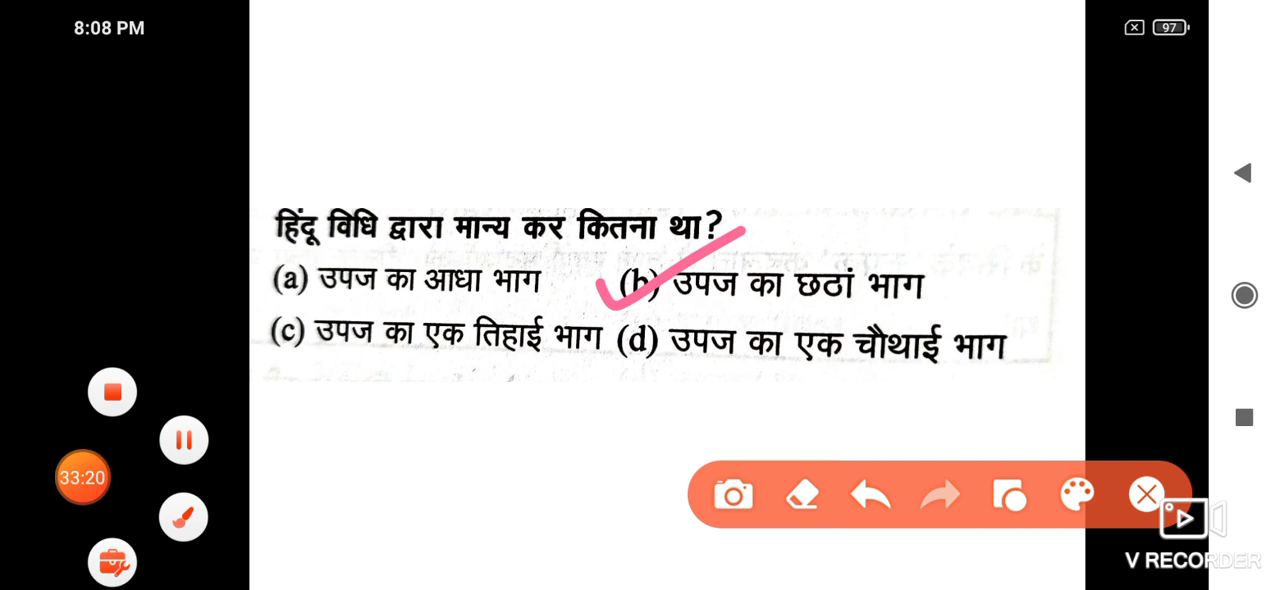 8:08 PM
97
हिंदू विधि द्वारा मान्य कर कितना था?
(a) उपज का आधा भाग (b) उपज का छठां भाग
(c) उपज का एक तिहाई भाग (d) उपज का एक चौथाई भाग
33:20
V RECORDER